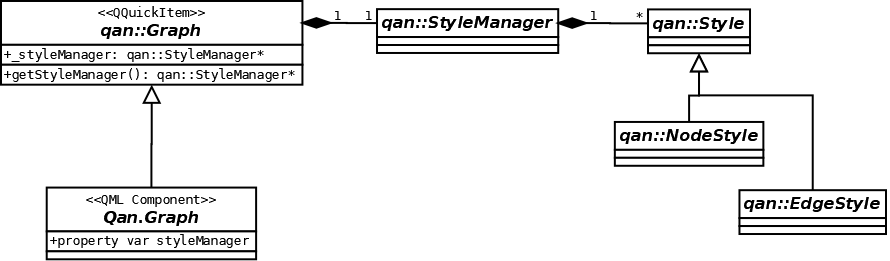 <<QQuickItem>>
qan::Graph
+_styleManager: qan::StyleManager*
+getStyleManager(): qan::StyleManager*
1
1
qan::StyleManager
1
*
qan::Style
qan::NodeStyle
qan::EdgeStyle
<<QML Component>>
Qan.Graph
+property var styleManager